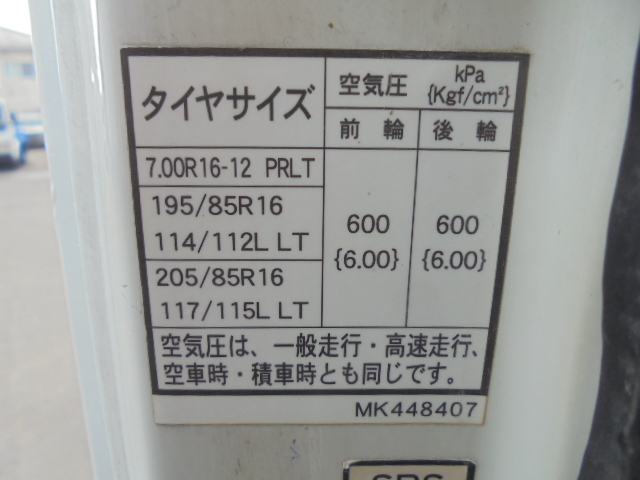 タイヤサイズ
空気圧 kPa
{Kgf/cm²}
前輪 後輪
7.00R16-12 PRLT
195/85R16
114/112L LT
205/85R16
117/115L LT
600 600
{6.00} {6.00}
空気圧は、一般走行・高速走行、
空車時・積車時とも同じです。
MK448407